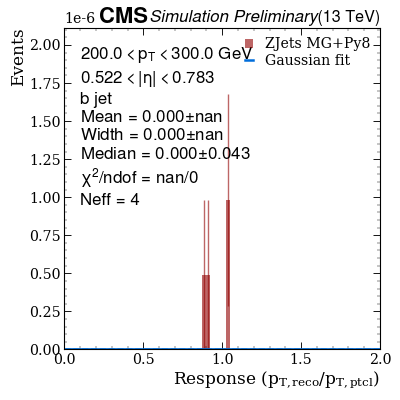 1e-6 CMS Simulation Preliminary (13 TeV)
Events
200.0 < pT < 300.0 GeV
0.522 < |η| < 0.783
b jet
Mean = 0.000±nan
Width = 0.000±nan
Median = 0.000±0.043
χ²/ndof = nan/0
Neff = 4
ZJets MG+Py8
Gaussian fit
2.00
1.75
1.50
1.25
1.00
0.75
0.50
0.25
0.00
0.0 0.5 1.0 1.5 2.0
Response (pT,reco/pT,ptcl)